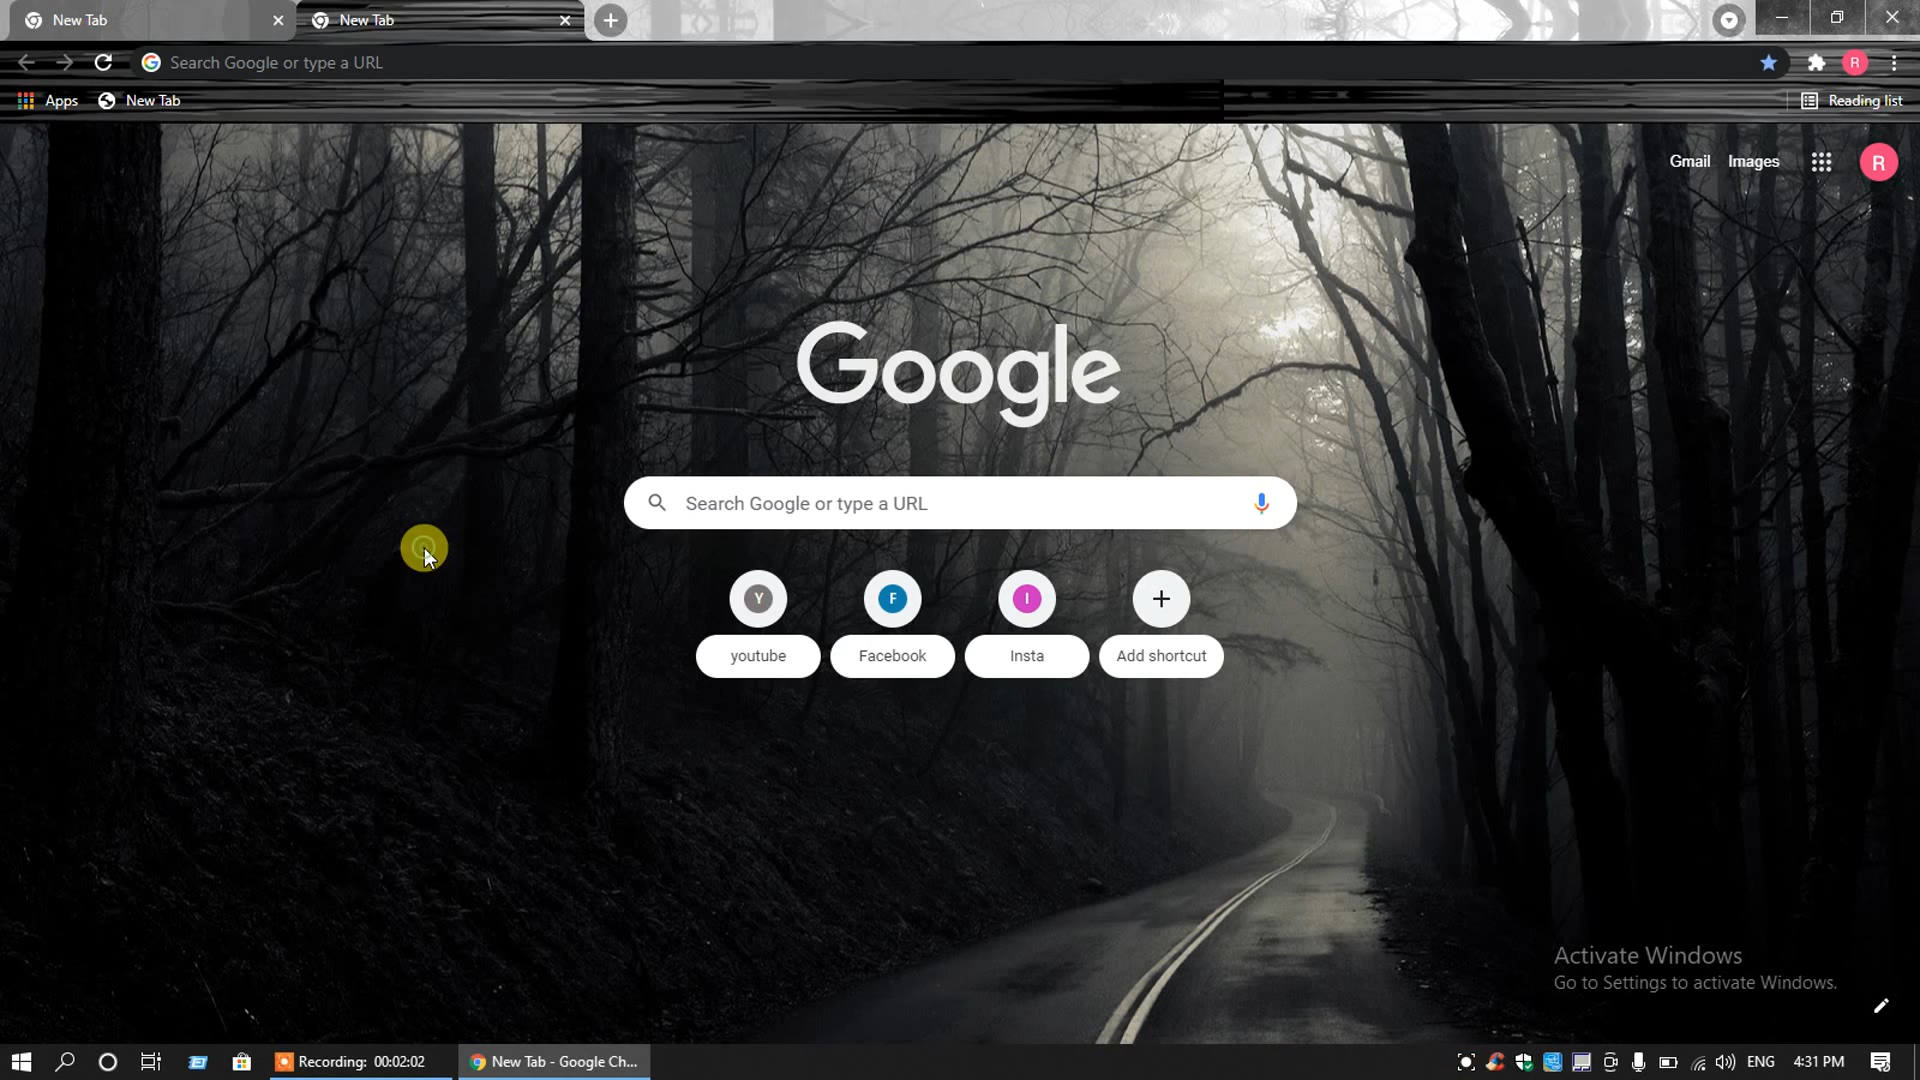 New Tab
New Tab
Search Google or type a URL
R
Apps
New Tab
Reading list
Gmail
Images
R
Google
Search Google or type a URL
Y
F
I
youtube
Facebook
Insta
Add shortcut
Activate Windows
Go to Settings to activate Windows.
Recording: 00:02:02
New Tab - Google Ch...
ENG
4:31 PM